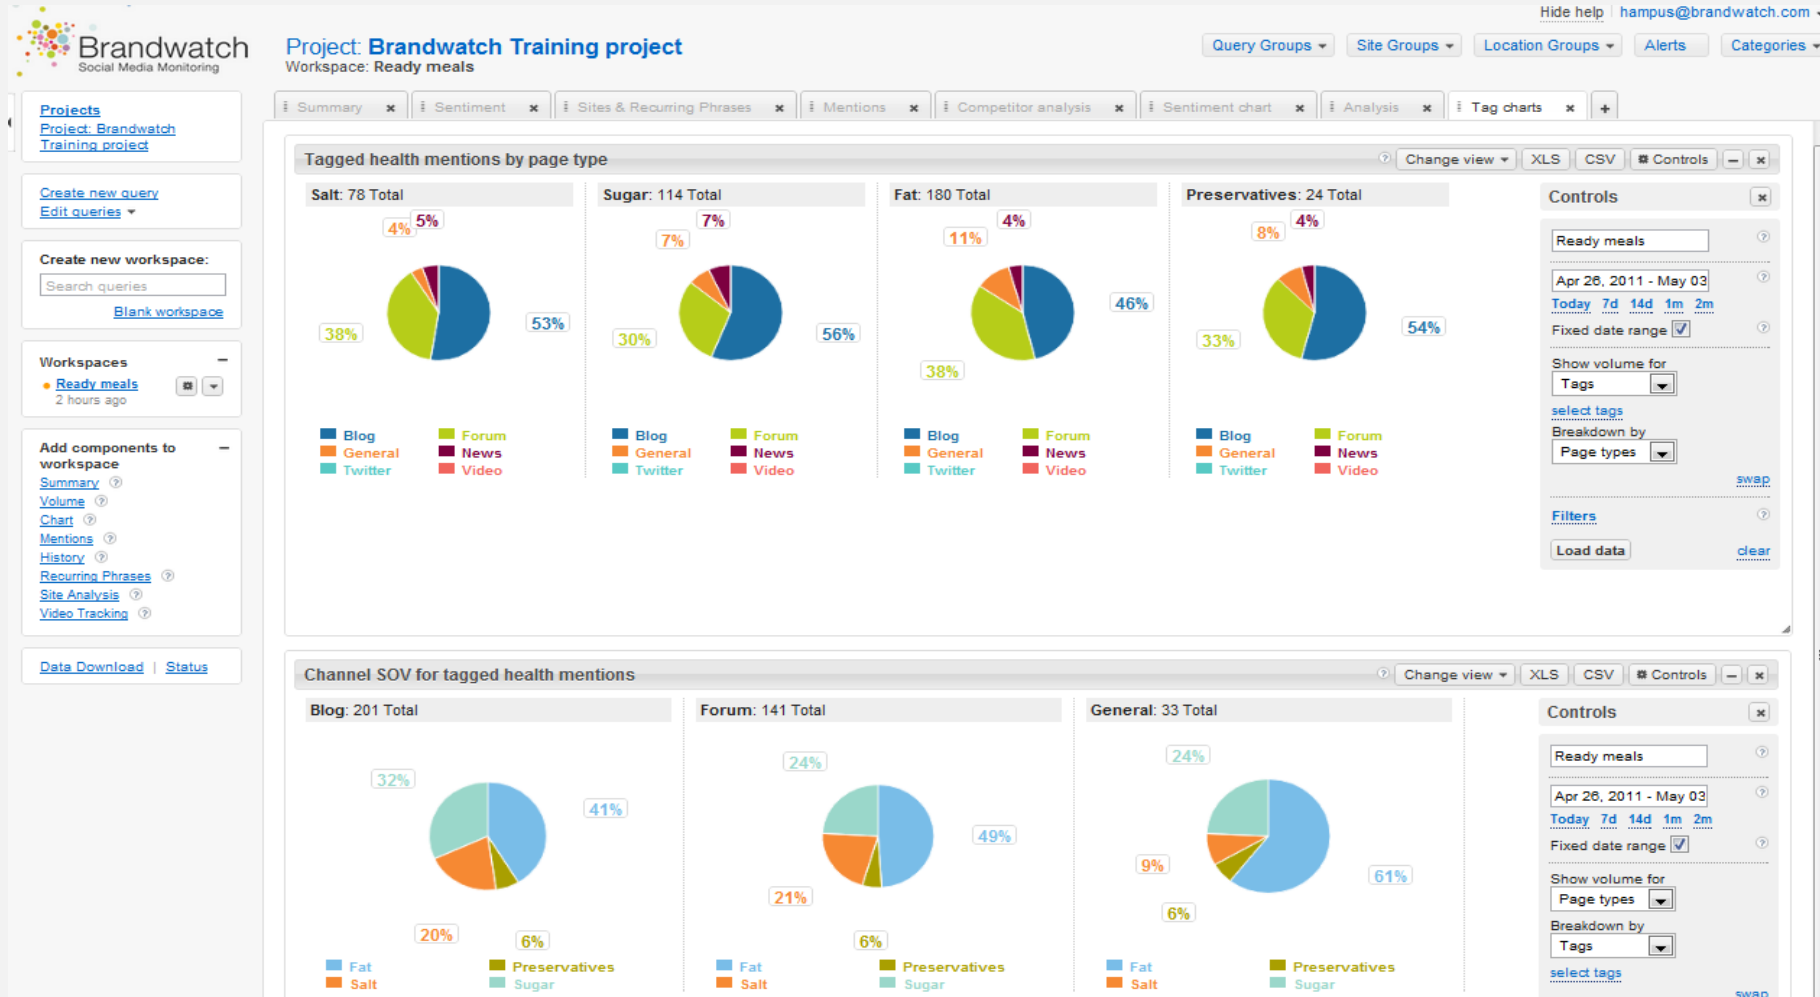 Hide help | hampus@brandwatch.com
Brandwatch
Social Media Monitoring
Project: Brandwatch Training project
Workspace: Ready meals
Query Groups
Site Groups
Location Groups
Alerts
Categories
Projects
Project: Brandwatch
Training project
Create new query
Edit queries
Create new workspace:
Search queries
Blank workspace
Workspaces
Ready meals
2 hours ago
Add components to
workspace
Summary
Volume
Chart
Mentions
History
Recurring Phrases
Site Analysis
Video Tracking
Data Download | Status
Summary
Sentiment
Sites & Recurring Phrases
Mentions
Competitor analysis
Sentiment chart
Analysis
Tag charts
Tagged health mentions by page type
Change view
XLS
CSV
Controls
Salt: 78 Total
4%
5%
53%
38%
Blog
Forum
General
News
Twitter
Video
Sugar: 114 Total
7%
7%
56%
30%
Blog
Forum
General
News
Twitter
Video
Fat: 180 Total
11%
4%
46%
38%
Blog
Forum
General
News
Twitter
Video
Preservatives: 24 Total
8%
4%
54%
33%
Blog
Forum
General
News
Twitter
Video
Controls
Ready meals
Apr 26, 2011 - May 03
Today 7d 14d 1m 2m
Fixed date range
Show volume for
Tags
select tags
Breakdown by
Page types
swap
Filters
Load data
clear
Channel SOV for tagged health mentions
Change view
XLS
CSV
Controls
Blog: 201 Total
32%
41%
20%
6%
Fat
Preservatives
Salt
Sugar
Forum: 141 Total
24%
49%
21%
6%
Fat
Preservatives
Salt
Sugar
General: 33 Total
24%
9%
61%
6%
Fat
Preservatives
Salt
Sugar
Controls
Ready meals
Apr 26, 2011 - May 03
Today 7d 14d 1m 2m
Fixed date range
Show volume for
Page types
Breakdown by
Tags
select tags
swap